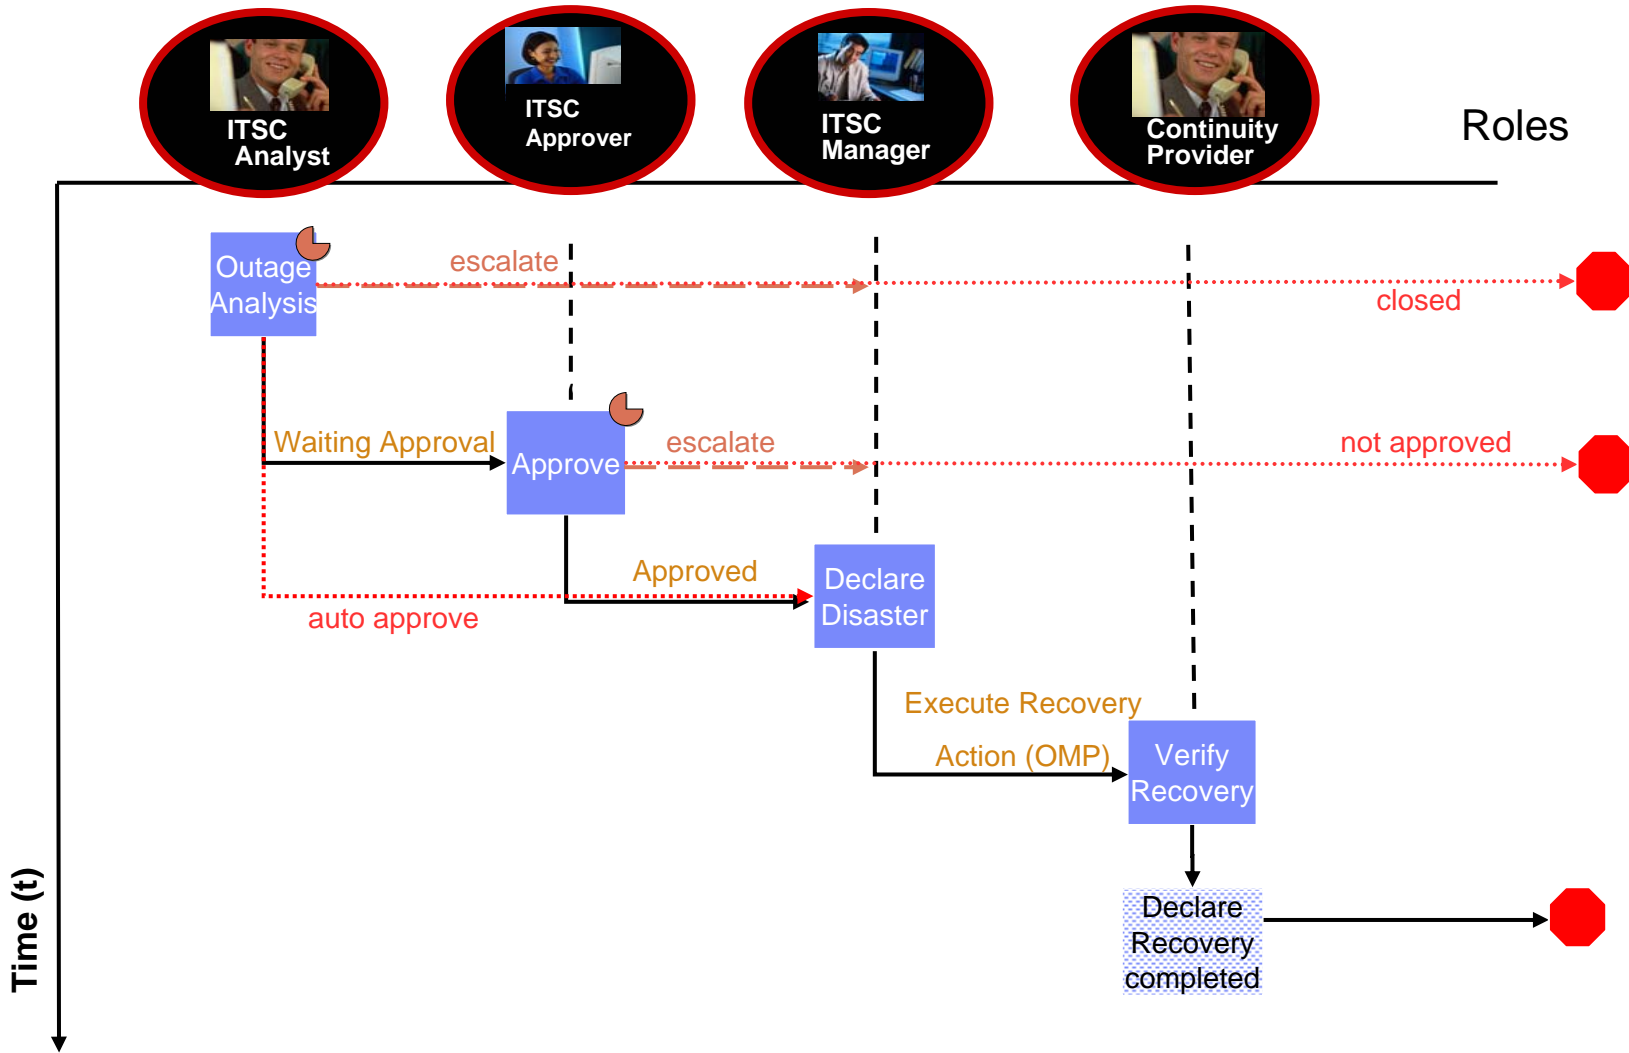 ITSC
Analyst
ITSC
Approver
ITSC
Manager
Continuity
Provider
Roles
Outage
Analysis
escalate
closed
Waiting Approval
Approve
escalate
not approved
Approved
auto approve
Declare
Disaster
Execute Recovery
Action (OMP)
Verify
Recovery
Declare
Recovery
completed
Time (t)